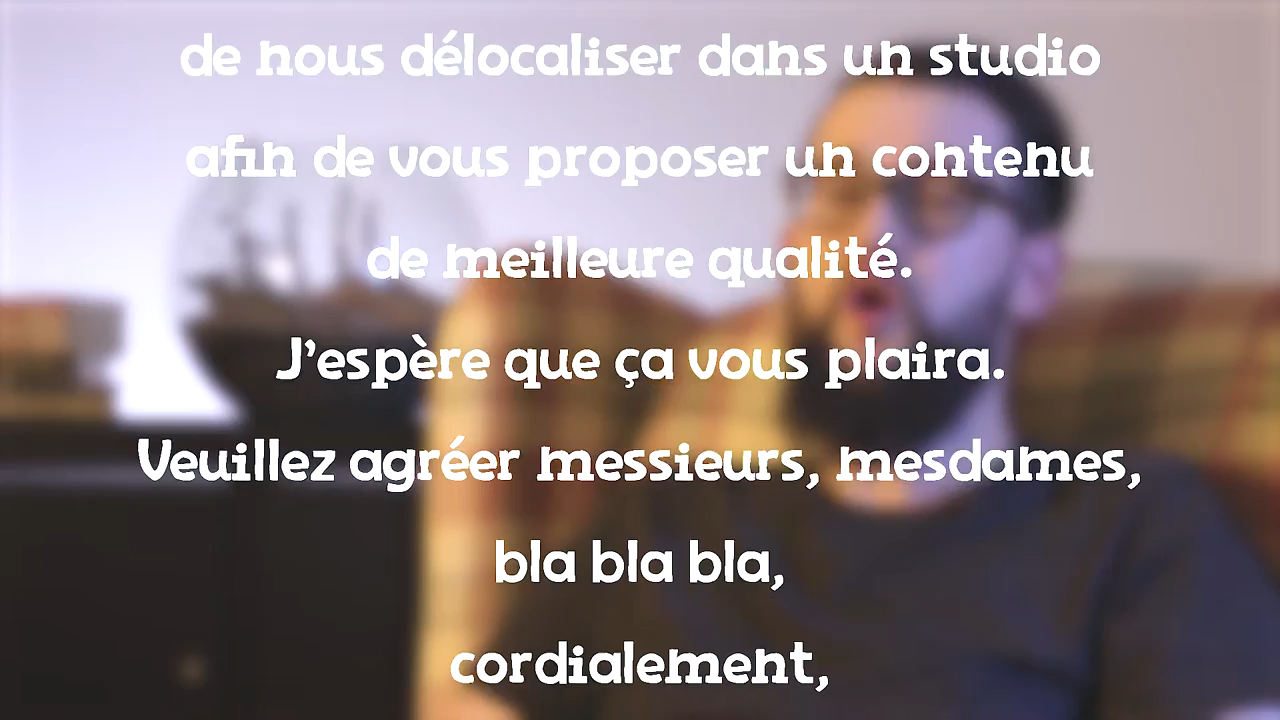 de nous délocaliser dans un studio
afin de vous proposer un contenu
de meilleure qualité.
J'espère que ça vous plaira.
Veuillez agréer messieurs, mesdames,
bla bla bla,
cordialement,